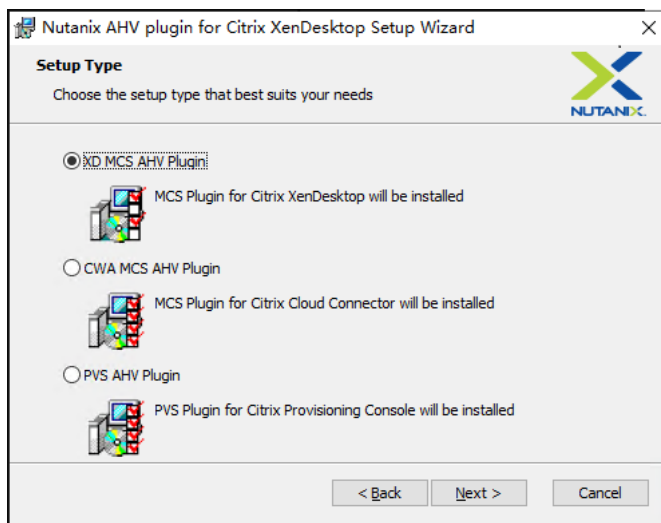 Nutanix AHV plugin for Citrix XenDesktop Setup Wizard
Setup Type
Choose the setup type that best suits your needs
NUTANIX.
XD MCS AHV Plugin
MCS Plugin for Citrix XenDesktop will be installed
CWA MCS AHV Plugin
MCS Plugin for Citrix Cloud Connector will be installed
PVS AHV Plugin
PVS Plugin for Citrix Provisioning Console will be installed
< Back Next > Cancel